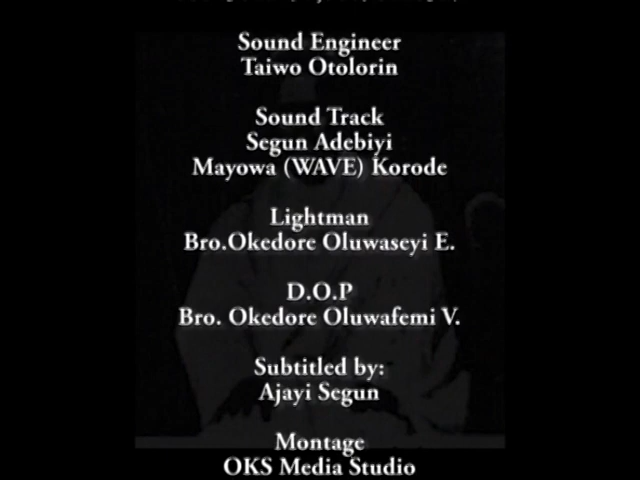 Sound Engineer
Taiwo Otolorin
Sound Track
Segun Adebiyi
Mayowa (WAVE) Korode
Lightman
Bro.Okedore Oluwaseyi E.
D.O.P
Bro. Okedore Oluwafemi V.
Subtitled by:
Ajayi Segun
Montage
OKS Media Studio